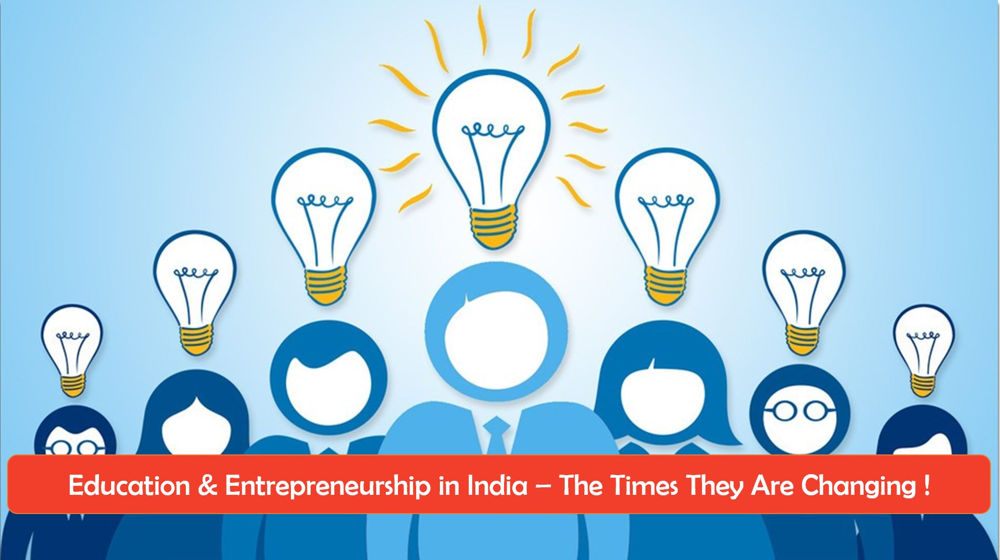 Education & Entrepreneurship in India – The Times They Are Changing !